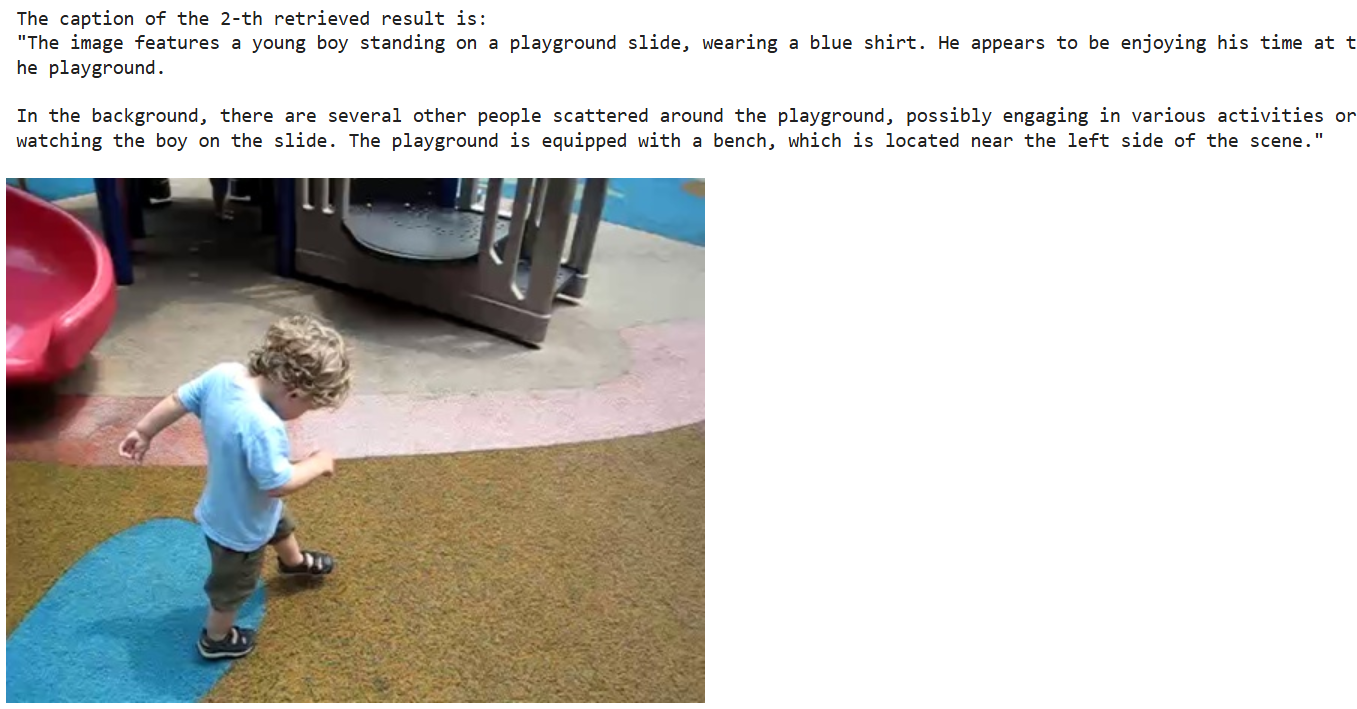 The caption of the 2-th retrieved result is:
"The image features a young boy standing on a playground slide, wearing a blue shirt. He appears to be enjoying his time at t
he playground.
In the background, there are several other people scattered around the playground, possibly engaging in various activities or
watching the boy on the slide. The playground is equipped with a bench, which is located near the left side of the scene."